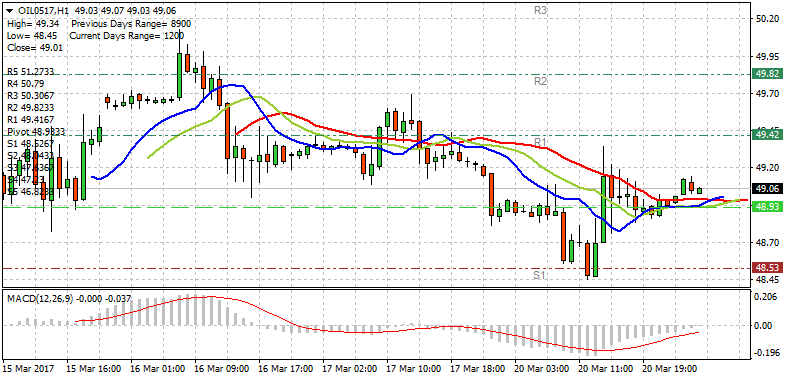 OIL0517,H1 49.03 49.07 49.03 49.06
High= 49.34 Previous Days Range= 8900
Low= 48.45 Current Days Range= 1200
Close= 49.01
R5 51.2733
R4 50.79
R3 50.3067
R2 49.8233
R1 49.4167
Pivot 48.9333
S1 48.5267
R3
R2
R1
S1
50.20
49.95
49.82
49.70
49.42
49.20
49.06
48.93
48.70
48.53
48.45
MACD(12,26,9) -0.000 -0.037
0.206
0.00
-0.196
15 Mar 2017
15 Mar 16:00
16 Mar 01:00
16 Mar 09:00
16 Mar 17:00
17 Mar 02:00
17 Mar 10:00
17 Mar 18:00
20 Mar 03:00
20 Mar 11:00
20 Mar 19:00